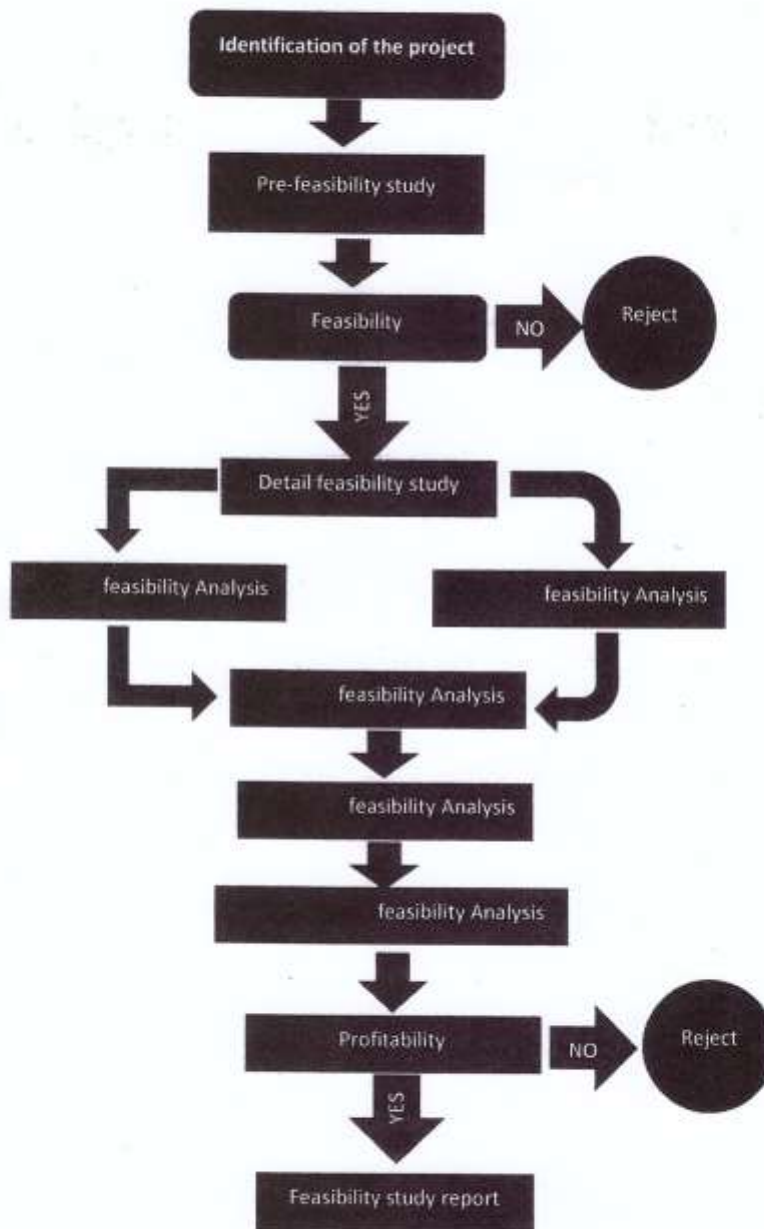 Identification of the project
Pre-feasibility study
Feasibility
NO
Reject
YES
Detail feasibility study
feasibility Analysis
feasibility Analysis
feasibility Analysis
feasibility Analysis
feasibility Analysis
Profitability
NO
Reject
YES
Feasibility study report